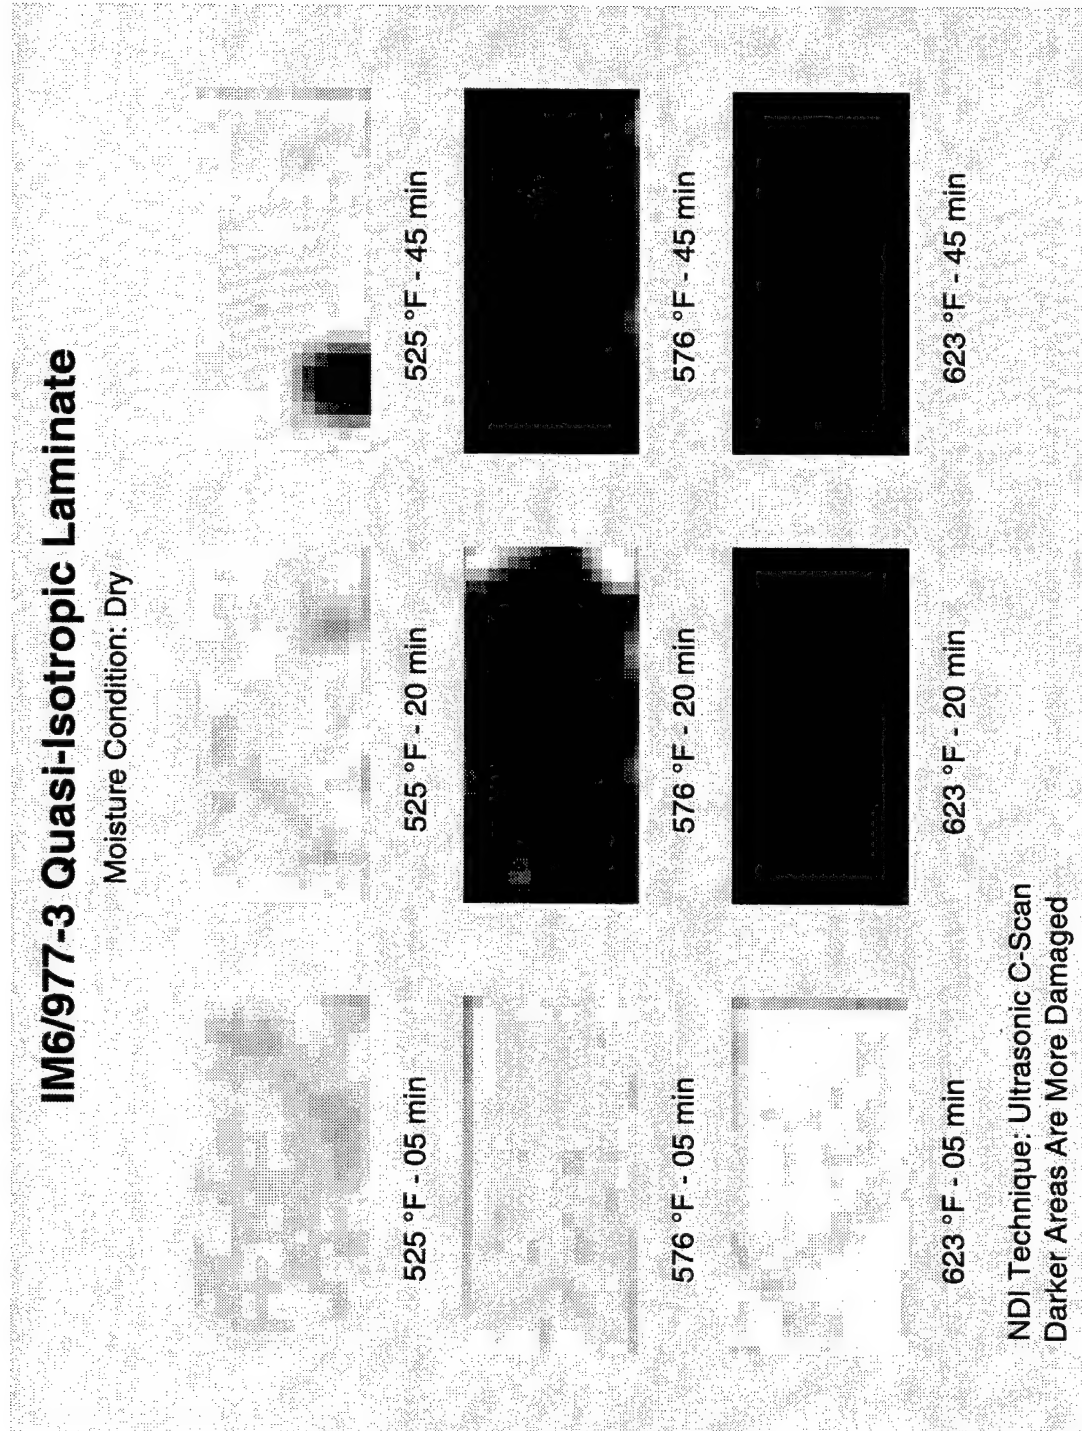 IM6/977-3 Quasi-Isotropic Laminate
Moisture Condition: Dry
525 °F - 05 min
525 °F - 20 min
525 °F - 45 min
576 °F - 05 min
576 °F - 20 min
576 °F - 45 min
623 °F - 05 min
623 °F - 20 min
623 °F - 45 min
NDI Technique: Ultrasonic C-Scan
Darker Areas Are More Damaged